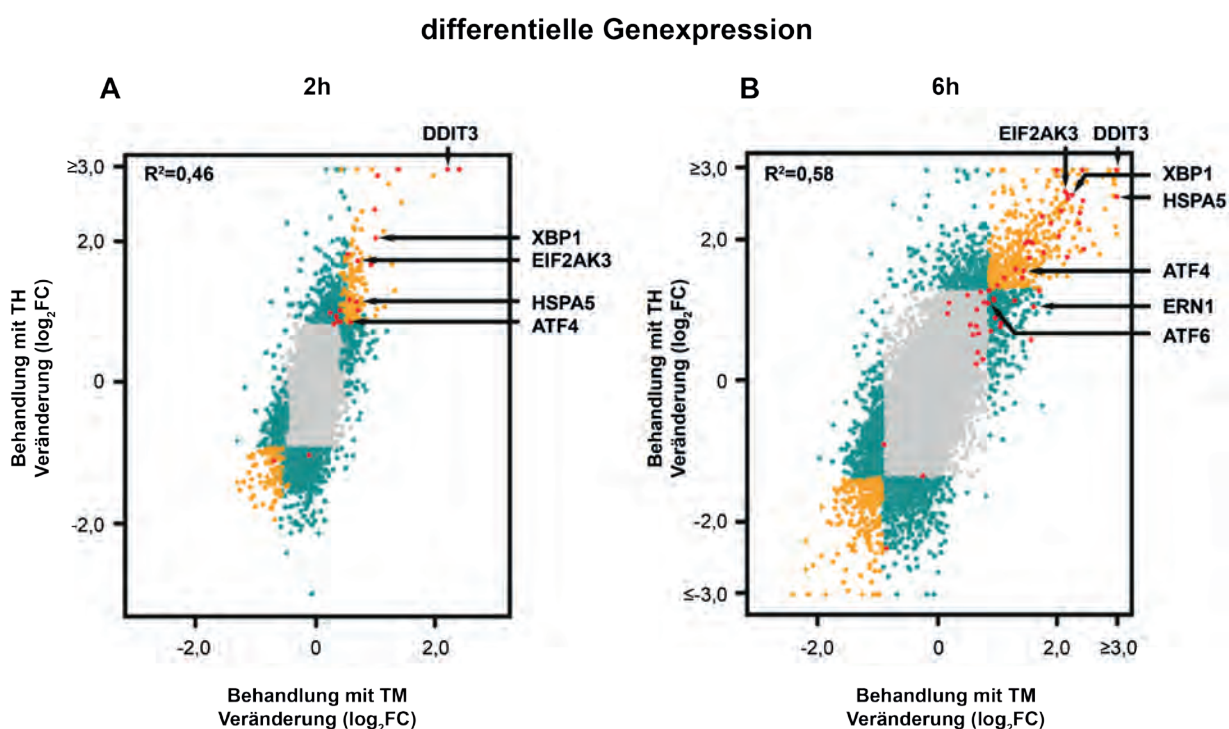 differentielle Genexpression
A
2h
DDIT3
≥3,0
2,0
0
-2,0
R²=0,46
XBP1
EIF2AK3
HSPA5
ATF4
-2,0
0
2,0
Behandlung mit TH
Veränderung (log₂FC)
Behandlung mit TM
Veränderung (log₂FC)
B
6h
EIF2AK3 DDIT3
≥3,0
2,0
0
-2,0
≤-3,0
R²=0,58
XBP1
HSPA5
ATF4
ERN1
ATF6
-2,0
0
2,0
≥3,0
Behandlung mit TH
Veränderung (log₂FC)
Behandlung mit TM
Veränderung (log₂FC)